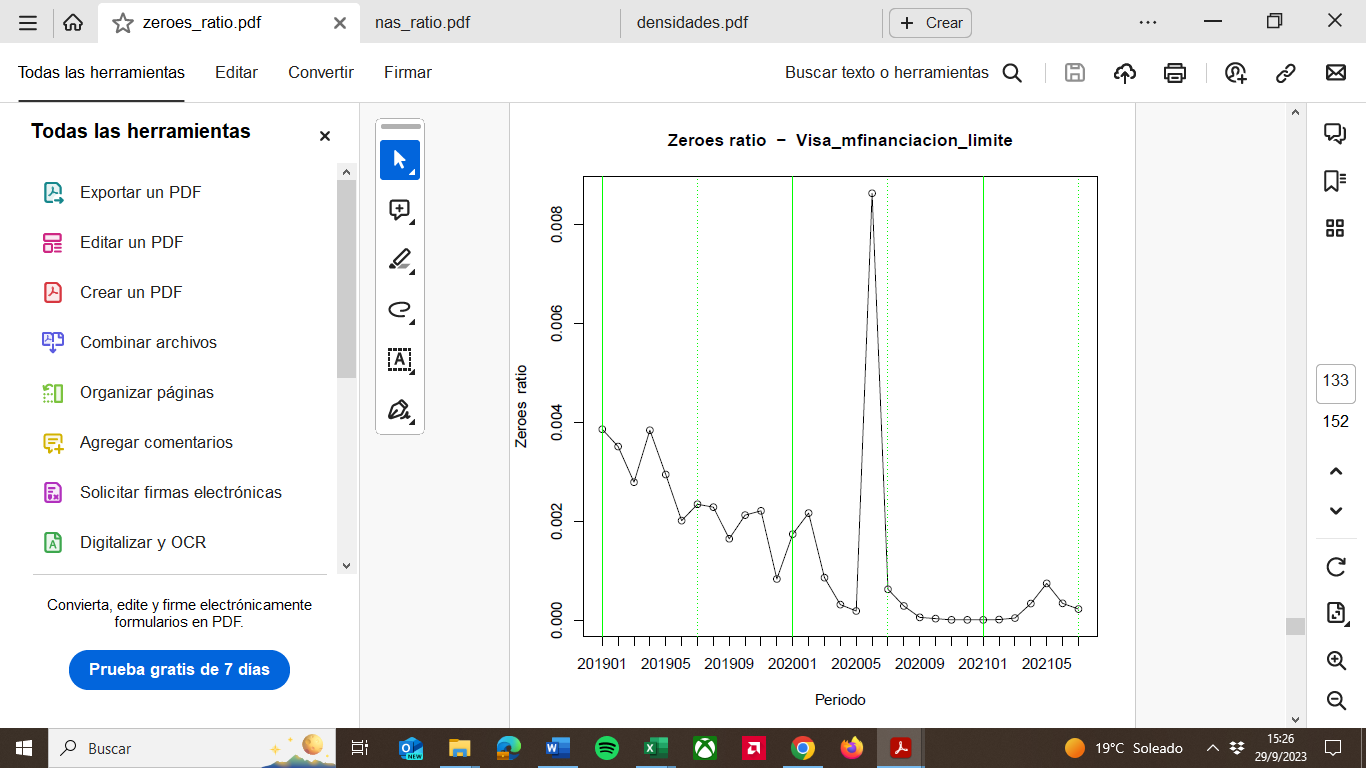 zeroes_ratio.pdf
nas_ratio.pdf
densidades.pdf
Crear
Todas las herramientas
Editar
Convertir
Firmar
Buscar texto o herramientas
Todas las herramientas
Exportar un PDF
Editar un PDF
Crear un PDF
Combinar archivos
Organizar páginas
Agregar comentarios
Solicitar firmas electrónicas
Digitalizar y OCR
Convierta, edite y firme electrónicamente
formularios en PDF.
Prueba gratis de 7 días
Zeroes ratio − Visa_mfinanciacion_limite
Zeroes ratio
0.008
0.006
0.004
0.002
0.000
201901 201905 201909 202001 202005 202009 202101 202105
Periodo
133
152
Buscar
NEW
19°C Soleado
15:26
29/9/2023